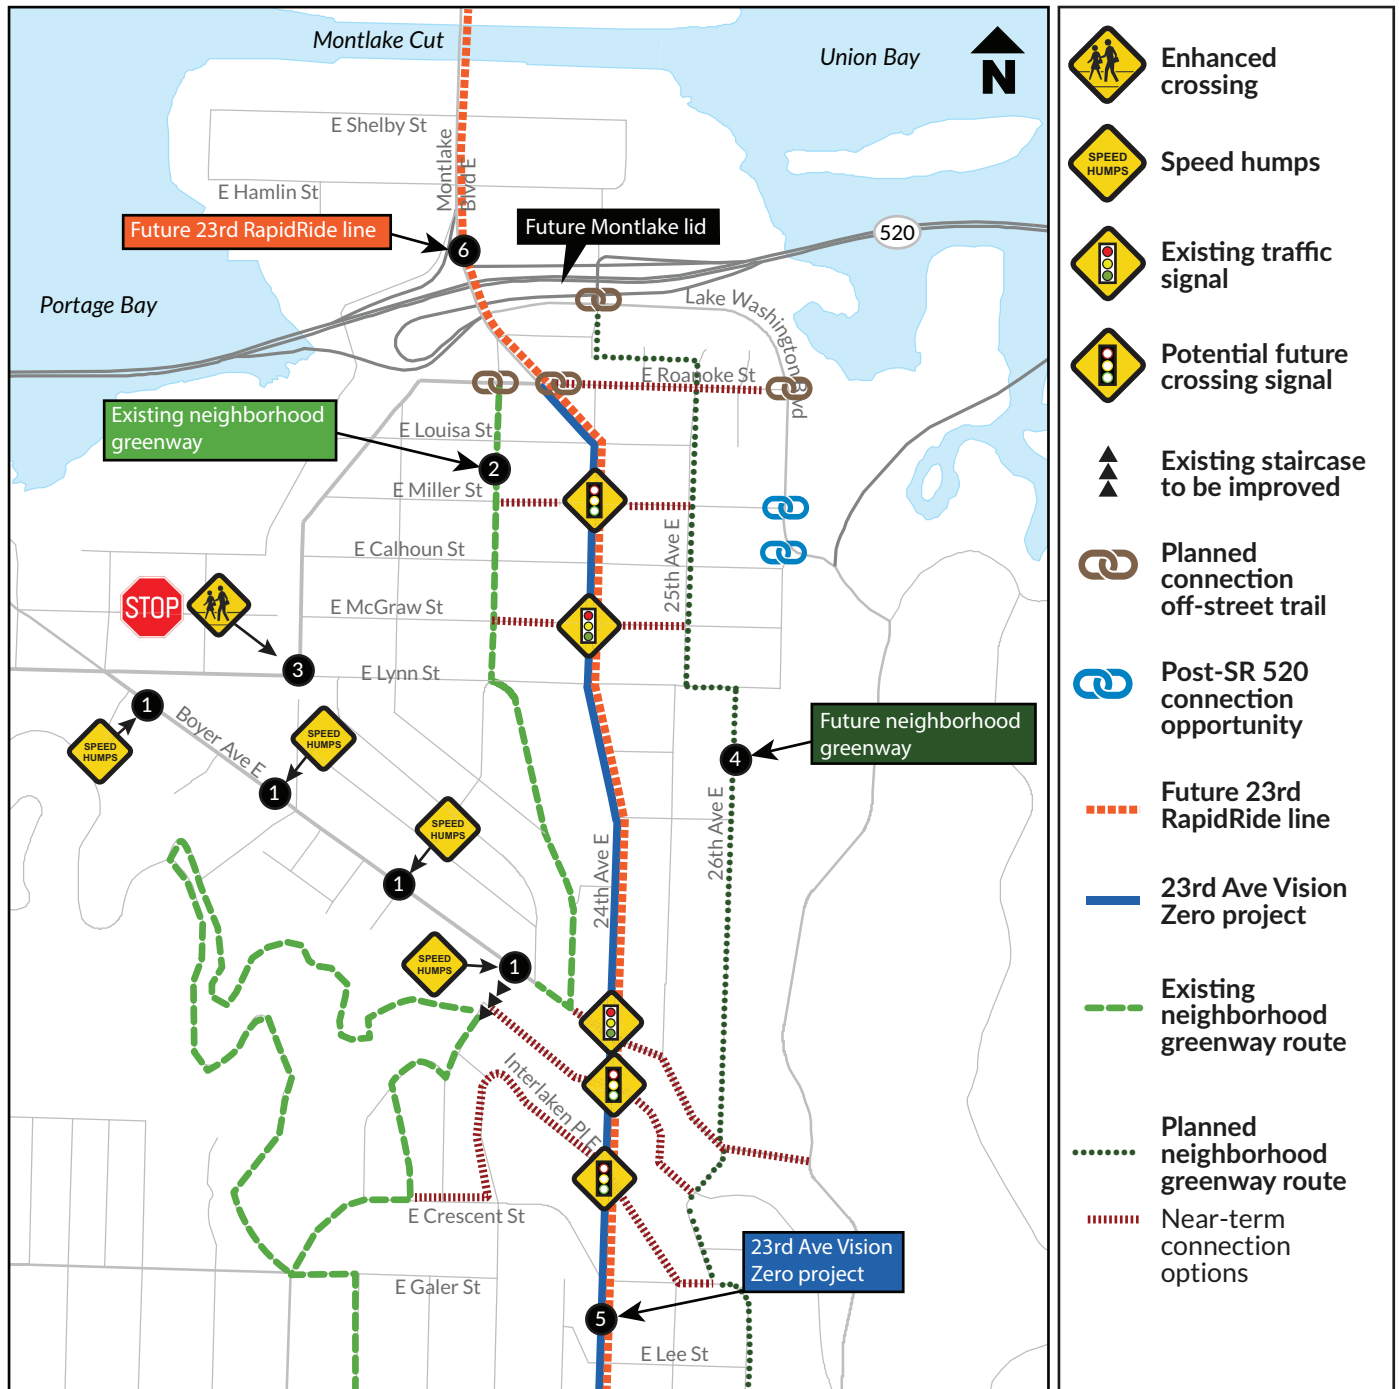 Montlake Cut
Union Bay
N
E Shelby St
Montlake
Blvd E
E Hamlin St
Future 23rd RapidRide line
6
Future Montlake lid
520
Portage Bay
Lake Washington Blvd
E Roanoke St
Existing neighborhood
greenway
E Louisa St
2
E Miller St
E Calhoun St
25th Ave E
STOP
E McGraw St
3
E Lynn St
1
SPEED
HUMPS
Boyer Ave E
SPEED
HUMPS
1
Future neighborhood
greenway
4
SPEED
HUMPS
1
24th Ave E
26th Ave E
SPEED
HUMPS
1
Interlaken Pl E
E Crescent St
23rd Ave Vision
Zero project
E Galer St
5
E Lee St
Enhanced
crossing
SPEED
HUMPS
Speed humps
Existing traffic
signal
Potential future
crossing signal
Existing staircase
to be improved
Planned
connection
off-street trail
Post-SR 520
connection
opportunity
Future 23rd
RapidRide line
23rd Ave Vision
Zero project
Existing
neighborhood
greenway route
Planned
neighborhood
greenway route
Near-term
connection
options